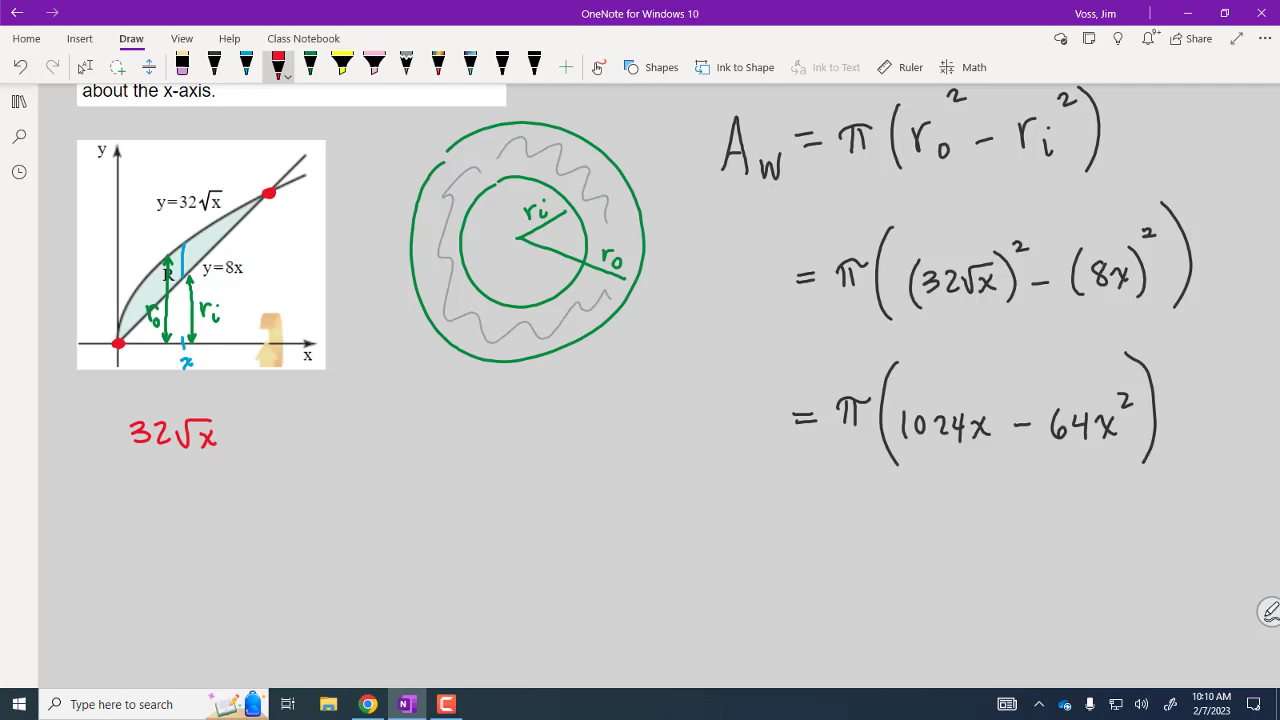 OneNote for Windows 10
Voss, Jim
Home Insert Draw View Help Class Notebook
Share
Shapes Ink to Shape Ink to Text Ruler Math
about the x-axis.
y
y=32√x
R
y=8x
r₀
rᵢ
x
x
32√x
rᵢ
r₀
A_W = π(r₀² - rᵢ²)
= π((32√x)² - (8x)²)
= π(1024x - 64x²)
Type here to search
N
10:10 AM
2/7/2023